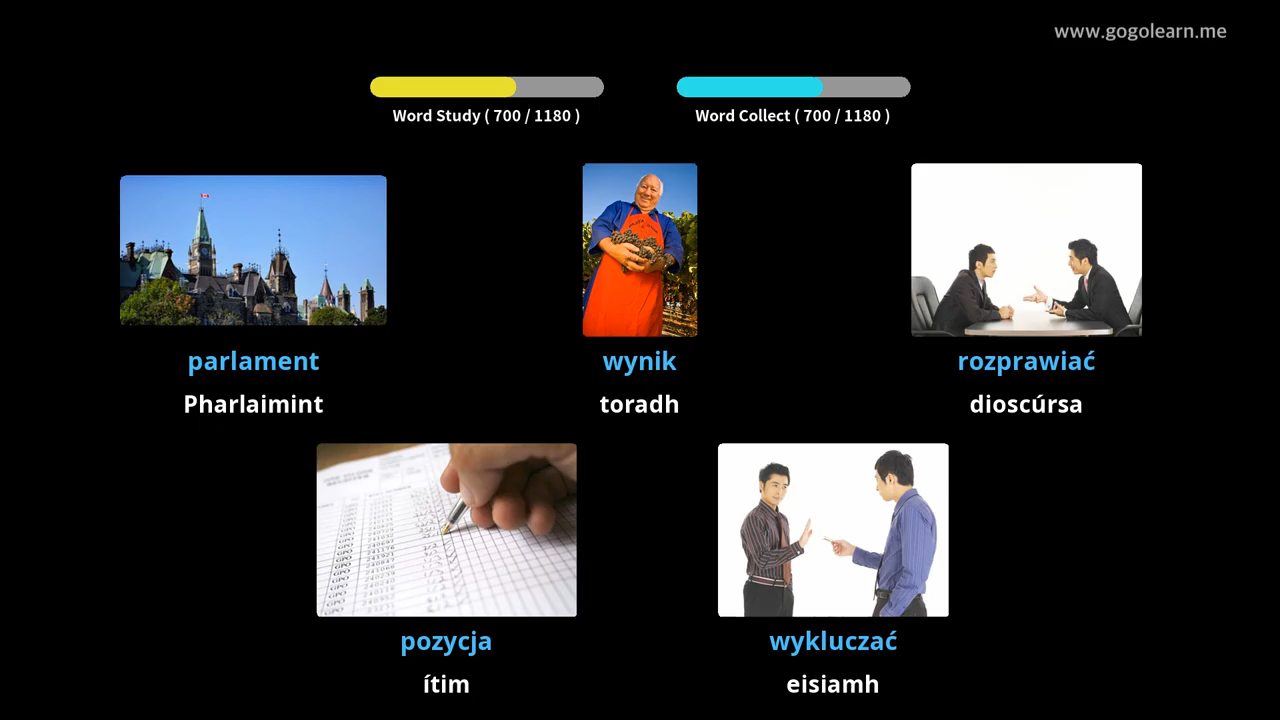 www.gogolearn.me
Word Study ( 700 / 1180 )
Word Collect ( 700 / 1180 )
parlament
Pharlaimint
wynik
toradh
rozprawiać
dioscúrsa
pozycja
ítim
wykluczać
eisiamh